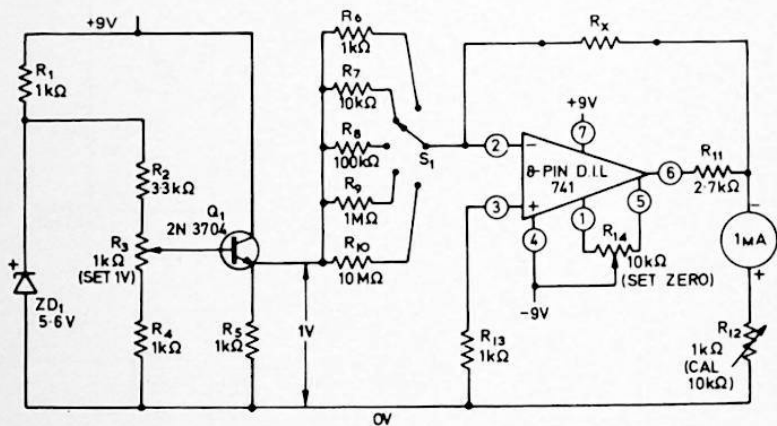 +9V
R1
1kΩ
R2
33kΩ
R3
1kΩ
(SET 1V)
R4
1kΩ
ZD1
5·6V
+
Q1
2N 3704
R5
1kΩ
1V
R6
1kΩ
R7
10kΩ
R8
100kΩ
R9
1MΩ
R10
10MΩ
S1
RX
+9V
7
2
−
8-PIN D.I.L
741
3
+
6
4
1
5
−9V
R14
10kΩ
(SET ZERO)
R11
2·7kΩ
−
1MA
+
R12
1kΩ
(CAL
10kΩ)
R13
1kΩ
0V